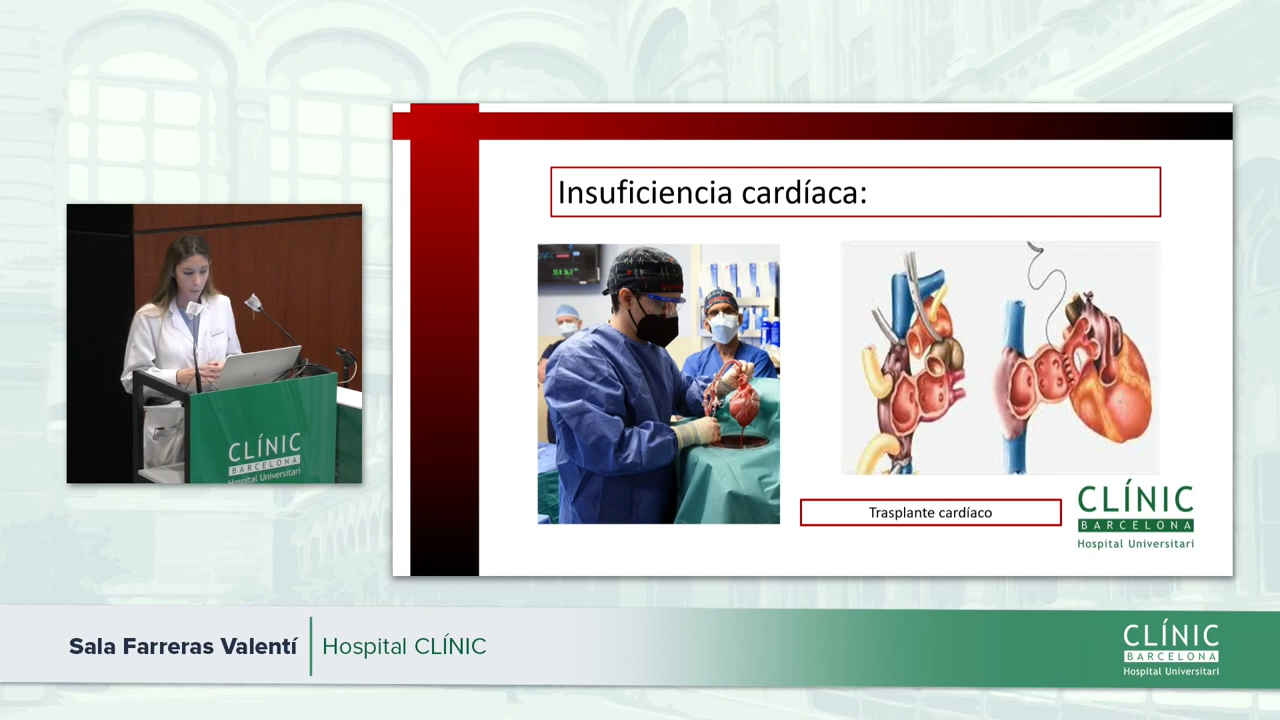 Insuficiencia cardíaca:
Trasplante cardíaco
CLÍNIC
BARCELONA
Hospital Universitari
CLÍNIC
BARCELONA
Hospital Universitari
Sala Farreras Valentí
Hospital CLÍNIC
CLÍNIC
BARCELONA
Hospital Universitari